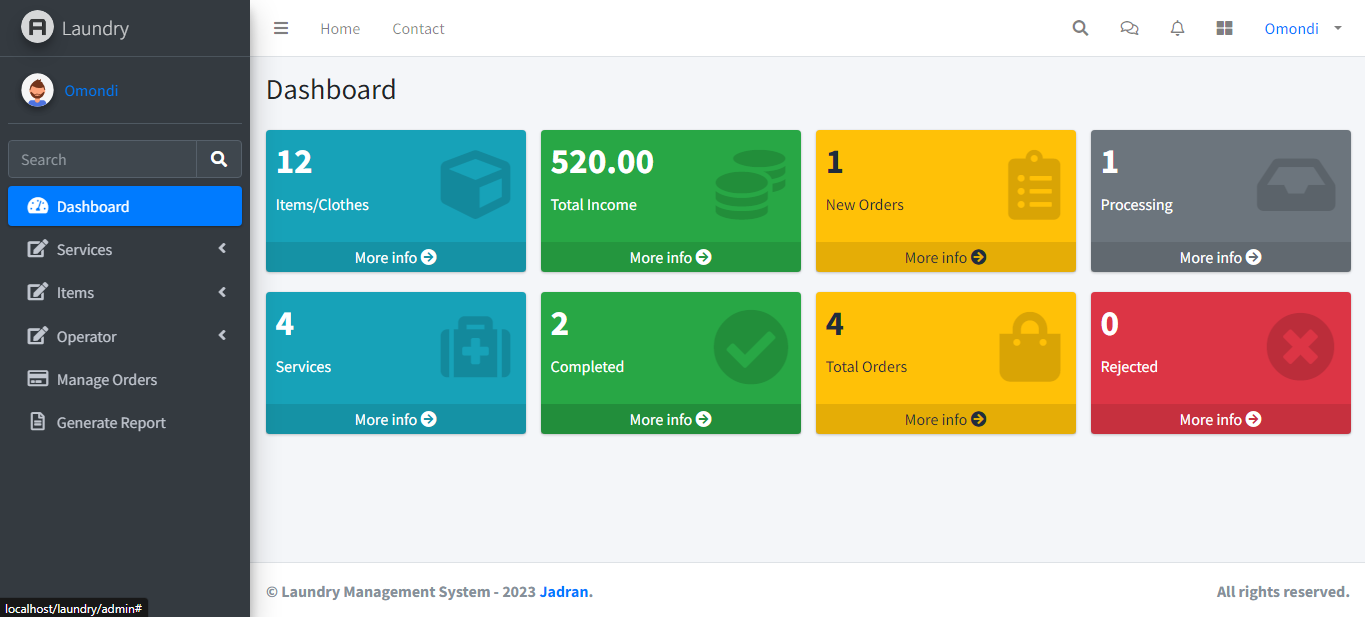 Laundry
Home Contact
Omondi
Omondi
Search
Dashboard
Services
Items
Operator
Manage Orders
Generate Report
Dashboard
12
Items/Clothes
More info
520.00
Total Income
More info
1
New Orders
More info
1
Processing
More info
4
Services
More info
2
Completed
More info
4
Total Orders
More info
0
Rejected
More info
© Laundry Management System - 2023 Jadran.
All rights reserved.
localhost/laundry/admin#